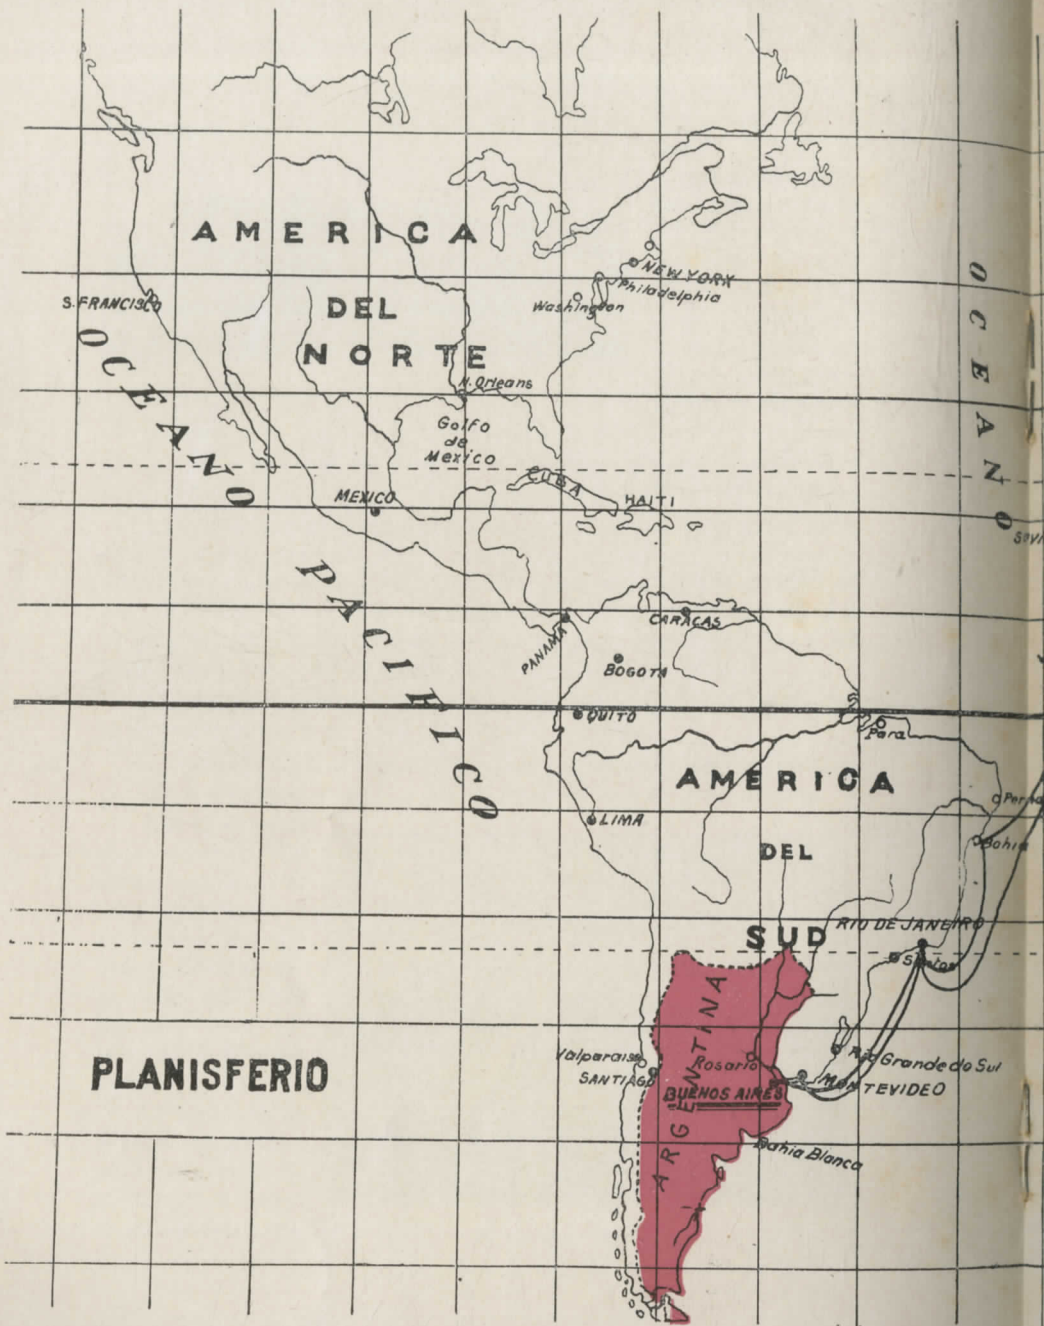 AMERICA
DEL
NORTE
NEW YORK
Philadelphia
Washington
S. FRANCISCO
N. Orleans
Golfo
de
Mexico
OCEANO PACIFICO
OCEANO
MEXICO
CUBA
HAITI
PANAMA
CARACAS
BOGOTA
QUITO
Para
AMERICA
DEL
SUD
LIMA
Bahia
RIO DE JANEIRO
Santos
ARGENTINA
Valparaiso
SANTIAGO
Rosario
BUENOS AIRES
Rio Grande do Sul
MONTEVIDEO
Bahia Blanca
PLANISFERIO